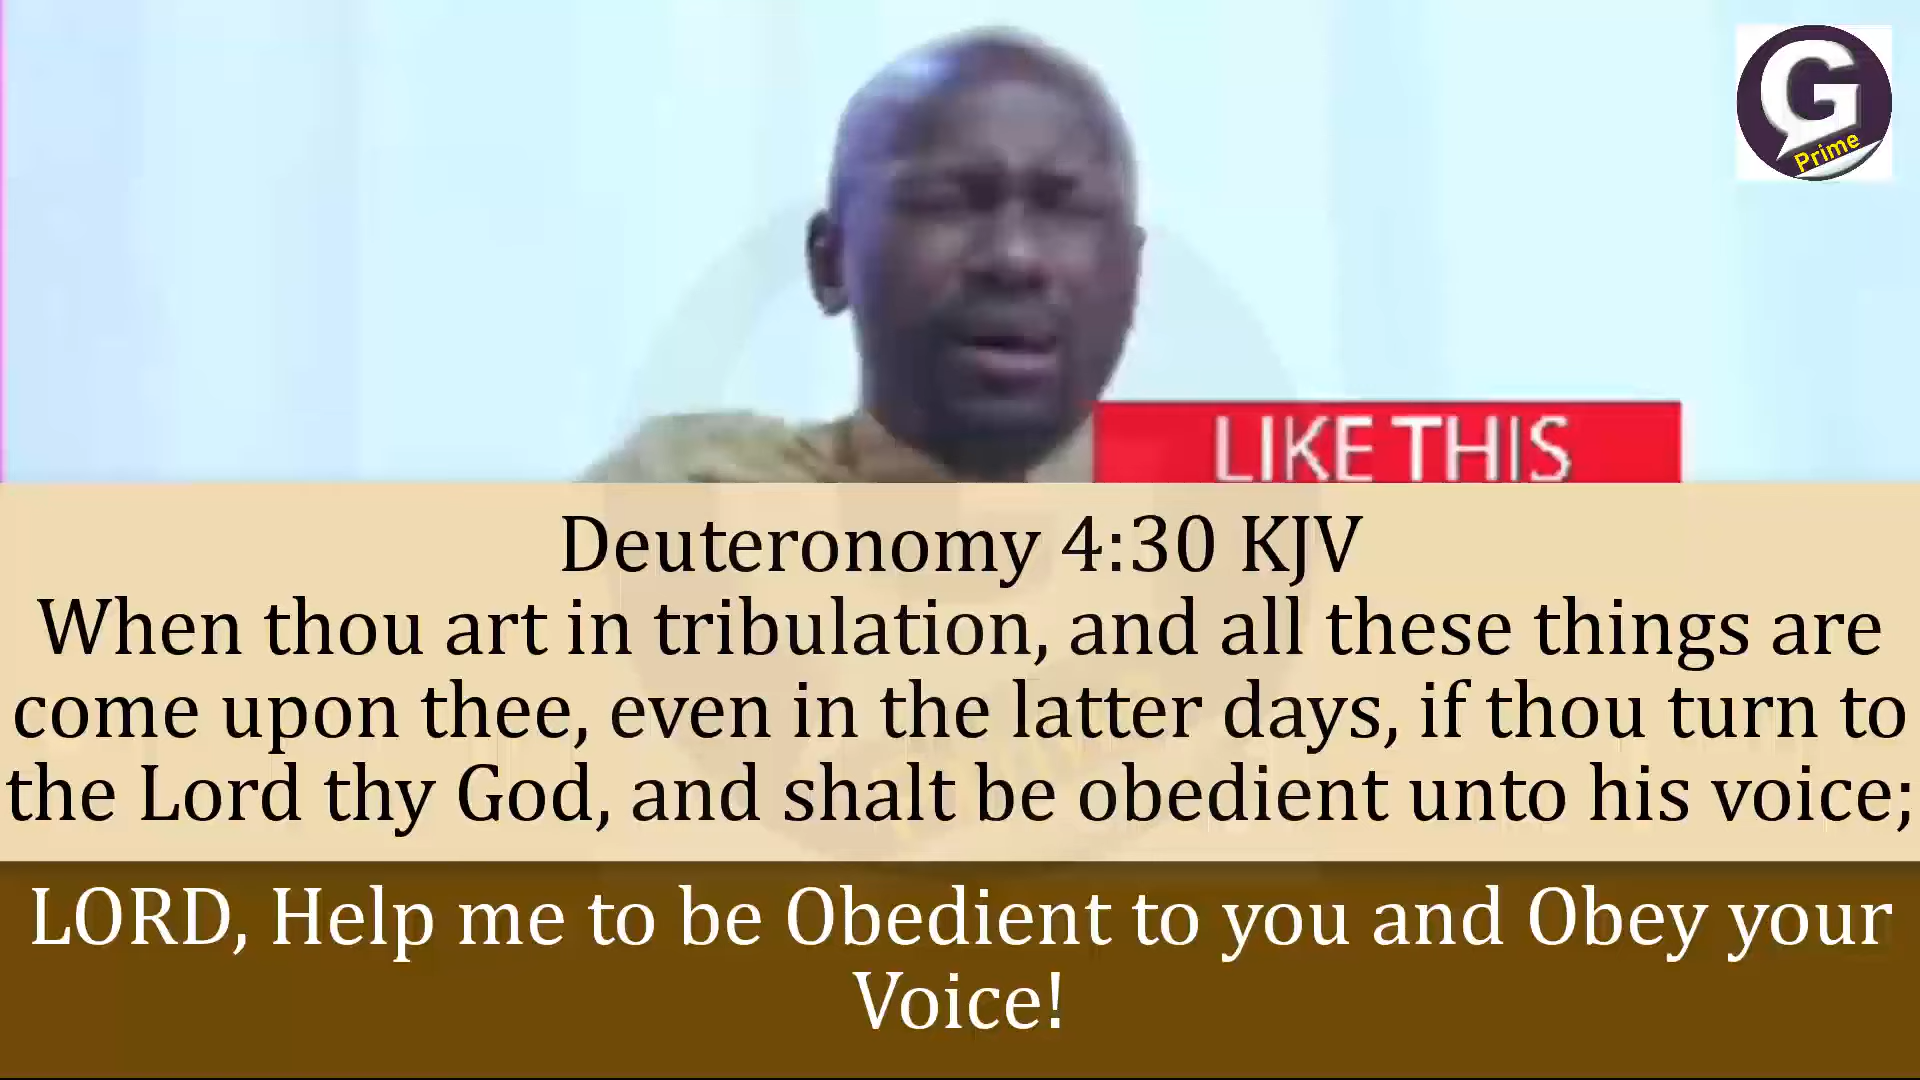 G
Prime
LIKE THIS
Deuteronomy 4:30 KJV
When thou art in tribulation, and all these things are
come upon thee, even in the latter days, if thou turn to
the Lord thy God, and shalt be obedient unto his voice;
LORD, Help me to be Obedient to you and Obey your
Voice!